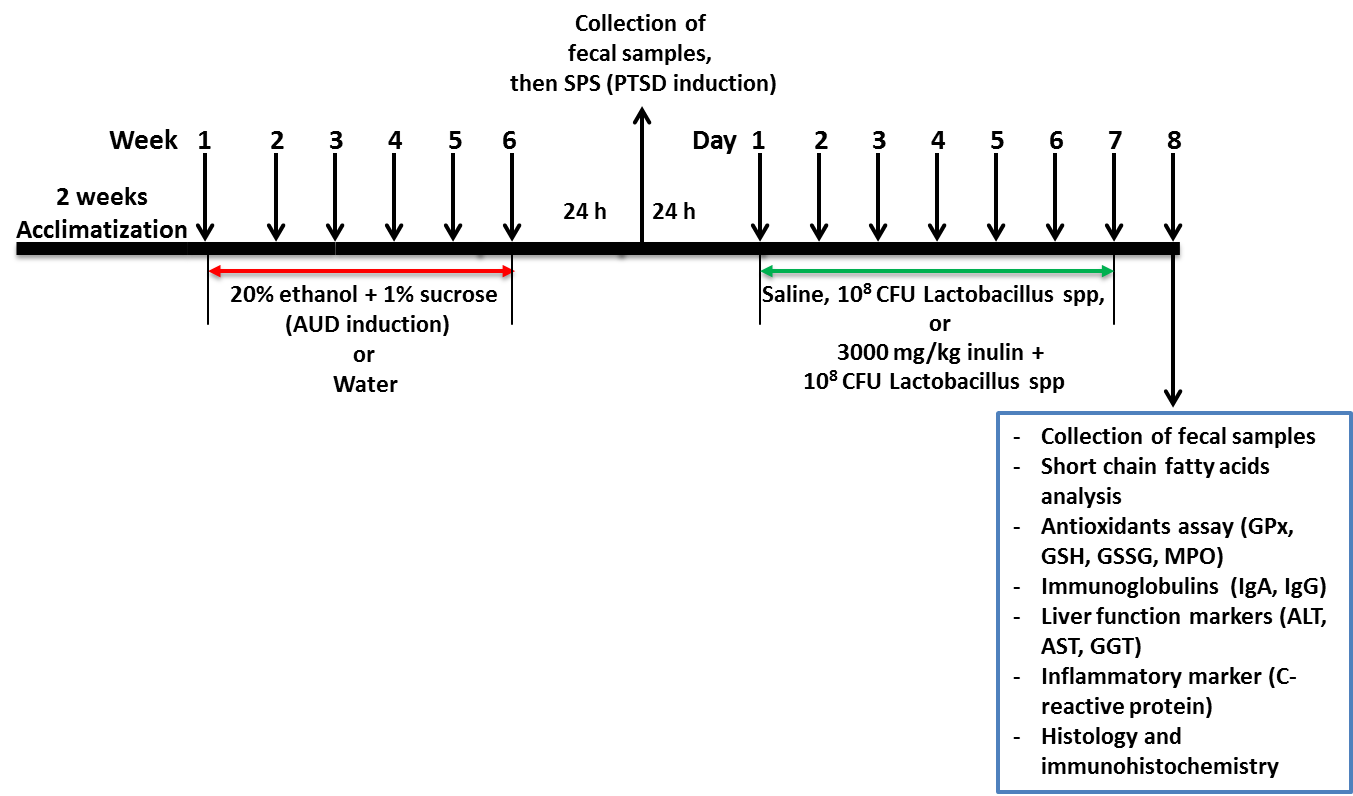 Collection of
fecal samples,
then SPS (PTSD induction)
Week 1 2 3 4 5 6
Day 1 2 3 4 5 6 7 8
2 weeks
Acclimatization
24 h 24 h
20% ethanol + 1% sucrose
(AUD induction)
or
Water
Saline, 10⁸ CFU Lactobacillus spp,
or
3000 mg/kg inulin +
10⁸ CFU Lactobacillus spp
- Collection of fecal samples
- Short chain fatty acids
analysis
- Antioxidants assay (GPx,
GSH, GSSG, MPO)
- Immunoglobulins (IgA, IgG)
- Liver function markers (ALT,
AST, GGT)
- Inflammatory marker (C-
reactive protein)
- Histology and
immunohistochemistry